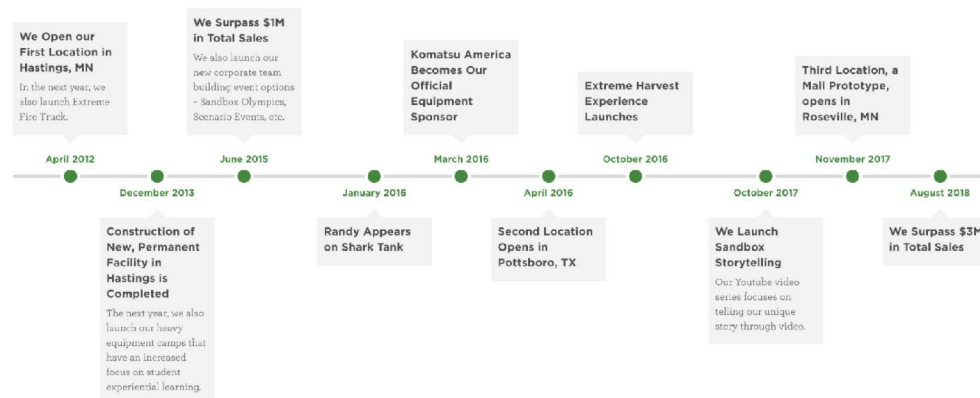 We Open our
First Location in
Hastings, MN
In the next year, we
also launch Extreme
Fire Truck.
April 2012
December 2013
Construction of
New, Permanent
Facility in
Hastings is
Completed
The next year, we also
launch our heavy
equipment camps that
have an increased
focus on student
experiential learning.
We Surpass $1M
in Total Sales
We also launch our
new corporate team
building event options
– Sandbox Olympics,
Scenario Events, etc.
June 2015
January 2016
Randy Appears
on Shark Tank
Komatsu America
Becomes Our
Official
Equipment
Sponsor
March 2016
April 2016
Second Location
Opens in
Pottsboro, TX
Extreme Harvest
Experience
Launches
October 2016
October 2017
We Launch
Sandbox
Storytelling
Our Youtube video
series focuses on
telling our unique
story through video.
Third Location, a
Mall Prototype,
opens in
Roseville, MN
November 2017
August 2018
We Surpass $3M
in Total Sales